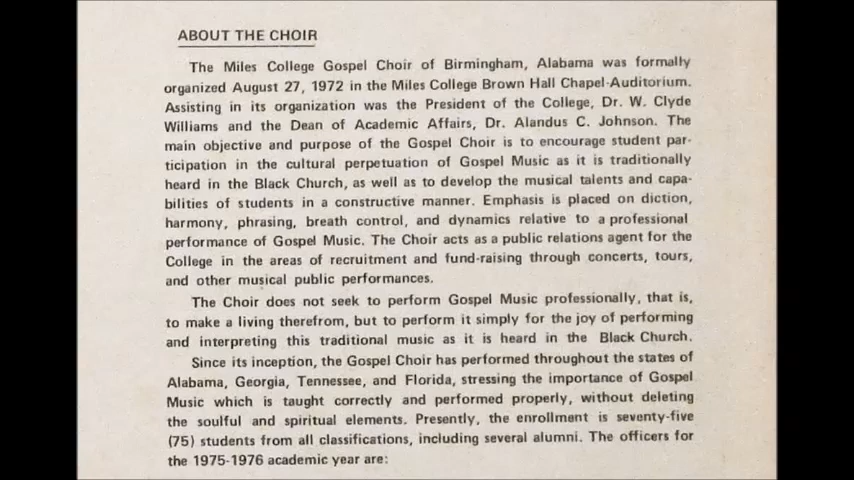 ABOUT THE CHOIR
The Miles College Gospel Choir of Birmingham, Alabama was formally
organized August 27, 1972 in the Miles College Brown Hall Chapel-Auditorium.
Assisting in its organization was the President of the College, Dr. W. Clyde
Williams and the Dean of Academic Affairs, Dr. Alandus C. Johnson. The
main objective and purpose of the Gospel Choir is to encourage student par-
ticipation in the cultural perpetuation of Gospel Music as it is traditionally
heard in the Black Church, as well as to develop the musical talents and capa-
bilities of students in a constructive manner. Emphasis is placed on diction,
harmony, phrasing, breath control, and dynamics relative to a professional
performance of Gospel Music. The Choir acts as a public relations agent for the
College in the areas of recruitment and fund-raising through concerts, tours,
and other musical public performances.
The Choir does not seek to perform Gospel Music professionally, that is,
to make a living therefrom, but to perform it simply for the joy of performing
and interpreting this traditional music as it is heard in the Black Church.
Since its inception, the Gospel Choir has performed throughout the states of
Alabama, Georgia, Tennessee, and Florida, stressing the importance of Gospel
Music which is taught correctly and performed properly, without deleting
the soulful and spiritual elements. Presently, the enrollment is seventy-five
(75) students from all classifications, including several alumni. The officers for
the 1975-1976 academic year are: